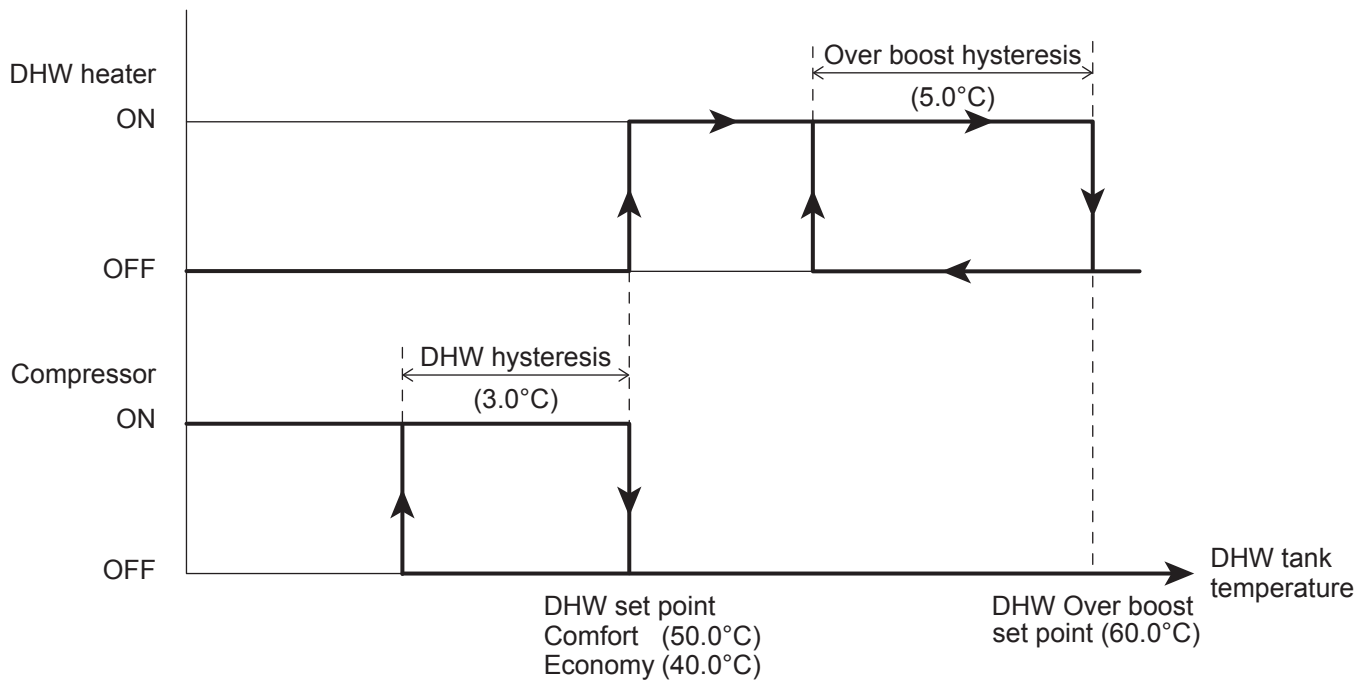 DHW heater
ON
OFF
Over boost hysteresis
(5.0°C)
Compressor
ON
OFF
DHW hysteresis
(3.0°C)
DHW tank
temperature
DHW set point
Comfort (50.0°C)
Economy (40.0°C)
DHW Over boost
set point (60.0°C)